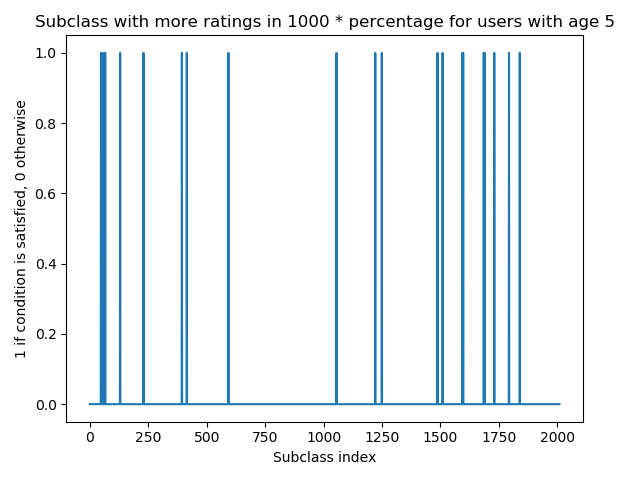 Subclass with more ratings in 1000 * percentage for users with age 5
1 if condition is satisfied, 0 otherwise
1.0
0.8
0.6
0.4
0.2
0.0
0 250 500 750 1000 1250 1500 1750 2000
Subclass index